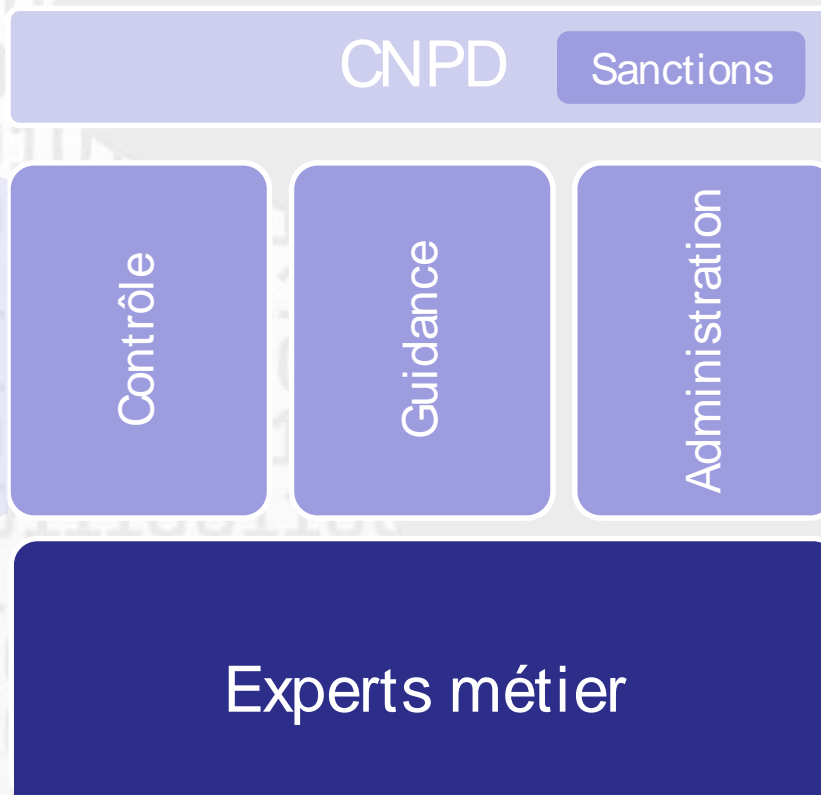 CNPD
Sanctions
Contrôle
Guidance
Administration
Experts métier